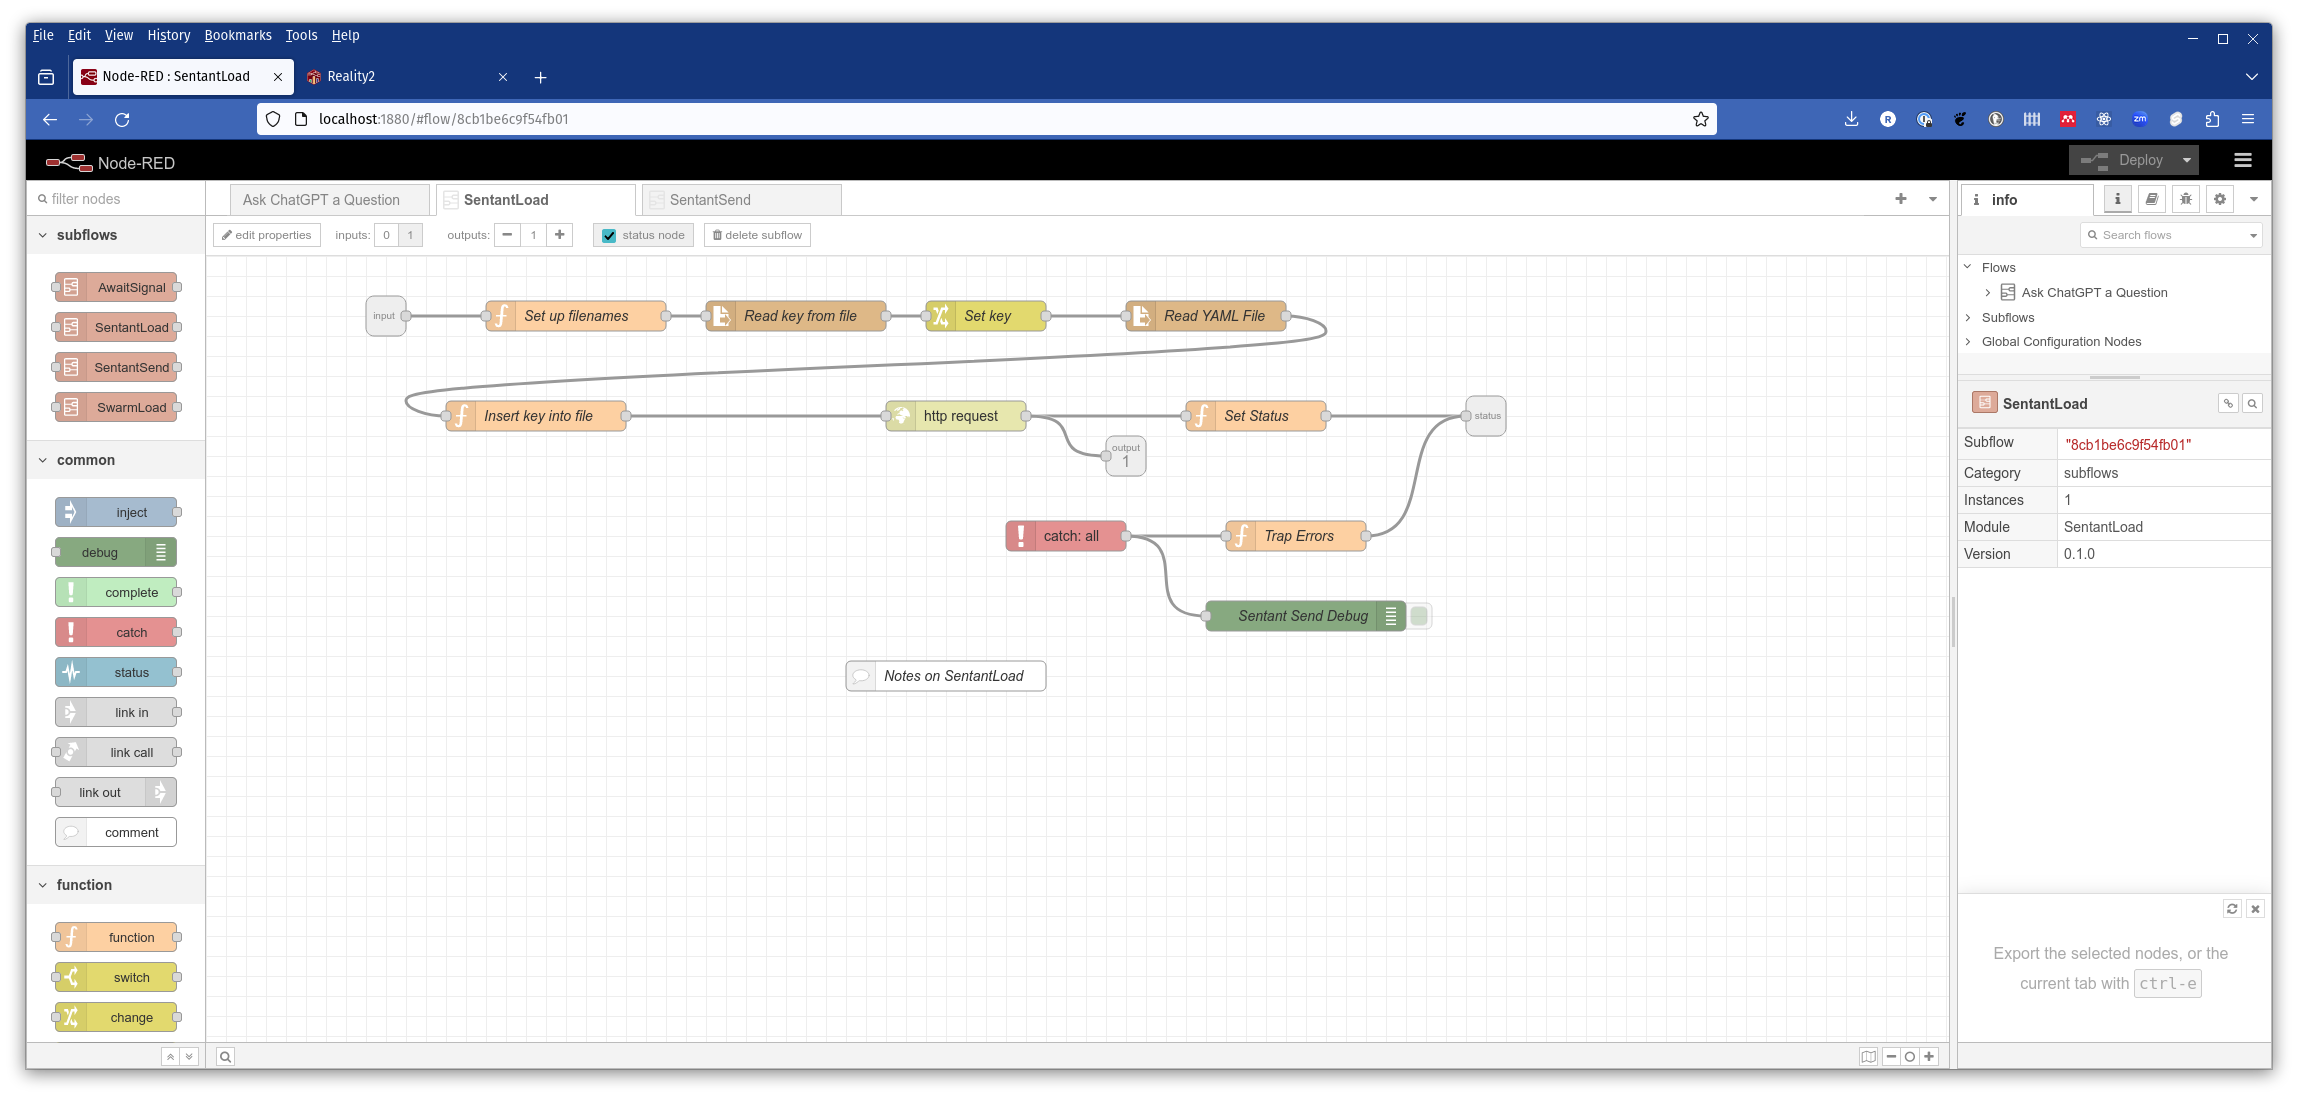 File Edit View History Bookmarks Tools Help
Node-RED : SentantLoad
Reality2
localhost:1880/#flow/8cb1be6c9f54fb01
R
zm
Node-RED
Deploy
filter nodes
Ask ChatGPT a Question
SentantLoad
SentantSend
info
edit properties
inputs: 0 1
outputs: 1
status node
delete subflow
Search flows
subflows
AwaitSignal
SentantLoad
SentantSend
SwarmLoad
common
inject
debug
complete
catch
status
link in
link call
link out
comment
function
function
switch
change
input
Set up filenames
Read key from file
Set key
Read YAML File
Insert key into file
http request
Set Status
status
output
1
catch: all
Trap Errors
Sentant Send Debug
Notes on SentantLoad
Flows
Ask ChatGPT a Question
Subflows
Global Configuration Nodes
SentantLoad
Subflow "8cb1be6c9f54fb01"
Category subflows
Instances 1
Module SentantLoad
Version 0.1.0
Export the selected nodes, or the
current tab with ctrl-e